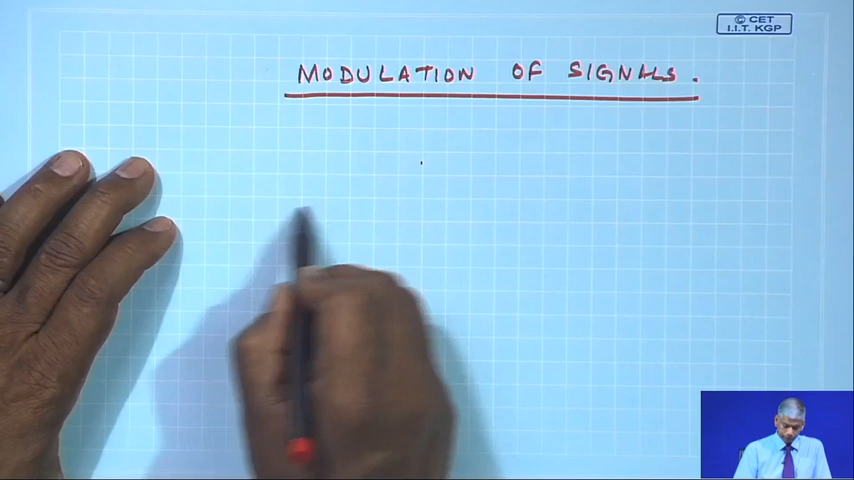 © CET
I.I.T. KGP
MODULATION OF SIGNALS.